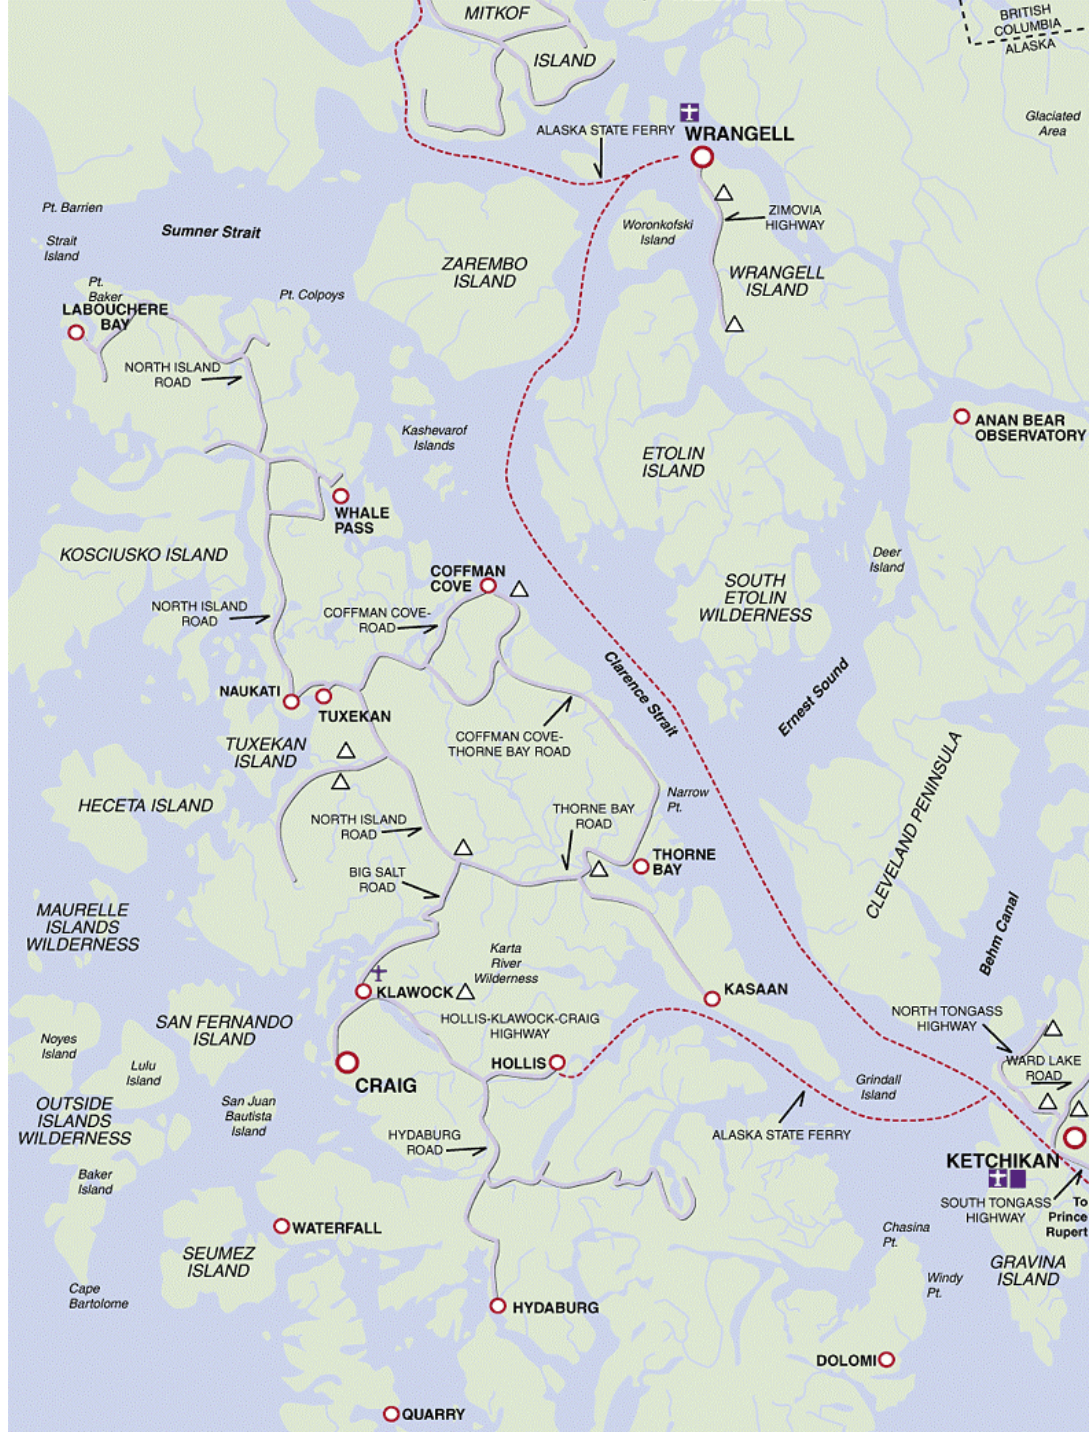 MITKOF
ISLAND
BRITISH
COLUMBIA
ALASKA
Glaciated
Area
ALASKA STATE FERRY
WRANGELL
Pt. Barrien
Sumner Strait
Strait
Island
Woronkofski
Island
ZIMOVIA
HIGHWAY
ZAREMBO
ISLAND
WRANGELL
ISLAND
Pt.
Baker
Pt. Colpoys
LABOUCHERE
BAY
NORTH ISLAND
ROAD
Kashevarof
Islands
ANAN BEAR
OBSERVATORY
ETOLIN
ISLAND
WHALE
PASS
KOSCIUSKO ISLAND
Deer
Island
COFFMAN
COVE
SOUTH
ETOLIN
WILDERNESS
NORTH ISLAND
ROAD
COFFMAN COVE-
ROAD
Clarence Strait
Ernest Sound
NAUKATI
TUXEKAN
TUXEKAN
ISLAND
COFFMAN COVE-
THORNE BAY ROAD
CLEVELAND PENINSULA
HECETA ISLAND
Narrow
Pt.
NORTH ISLAND
ROAD
THORNE BAY
ROAD
THORNE
BAY
BIG SALT
ROAD
MAURELLE
ISLANDS
WILDERNESS
Behm Canal
Karta
River
Wilderness
KLAWOCK
KASAAN
SAN FERNANDO
ISLAND
HOLLIS-KLAWOCK-CRAIG
HIGHWAY
NORTH TONGASS
HIGHWAY
Noyes
Island
Lulu
Island
HOLLIS
WARD LAKE
ROAD
CRAIG
Grindall
Island
OUTSIDE
ISLANDS
WILDERNESS
San Juan
Bautista
Island
HYDABURG
ROAD
ALASKA STATE FERRY
KETCHIKAN
Baker
Island
SOUTH TONGASS
HIGHWAY
To
Prince
Rupert
WATERFALL
Chasina
Pt.
SEUMEZ
ISLAND
GRAVINA
ISLAND
Windy
Pt.
Cape
Bartolome
HYDABURG
DOLOMI
QUARRY